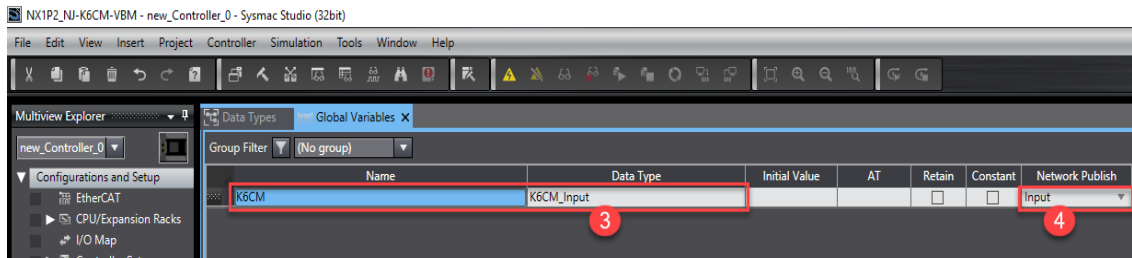 NX1P2_NJ-K6CM-VBM - new_Controller_0 - Sysmac Studio (32bit)
File Edit View Insert Project Controller Simulation Tools Window Help
Multiview Explorer
Data Types Global Variables X
new_Controller_0
Group Filter (No group)
Configurations and Setup
Name Data Type Initial Value AT Retain Constant Network Publish
EtherCAT
K6CM K6CM_Input Input
CPU/Expansion Racks
3 4
I/O Map